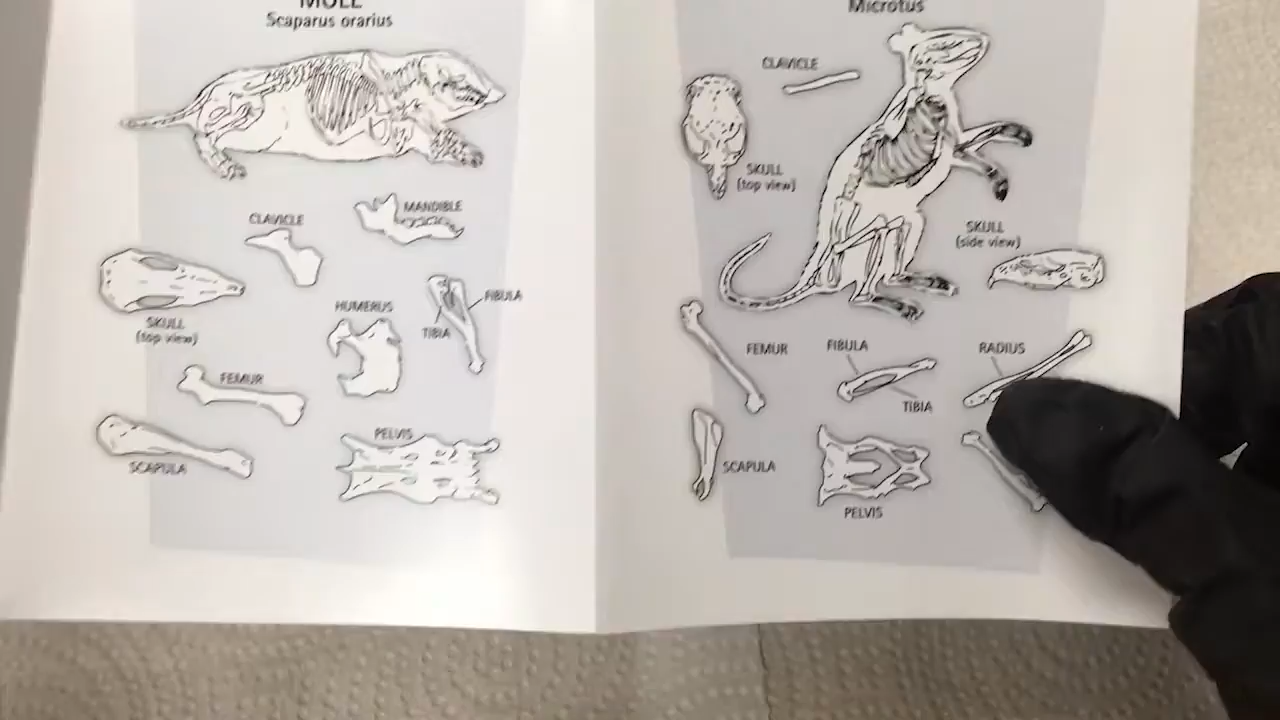 MOLE
Scaparus orarius
MANDIBLE
CLAVICLE
FIBULA
HUMERUS
TIBIA
SKULL
(top view)
FEMUR
PELVIS
SCAPULA
Microtus
CLAVICLE
SKULL
(top view)
SKULL
(side view)
FEMUR
FIBULA
RADIUS
TIBIA
SCAPULA
PELVIS